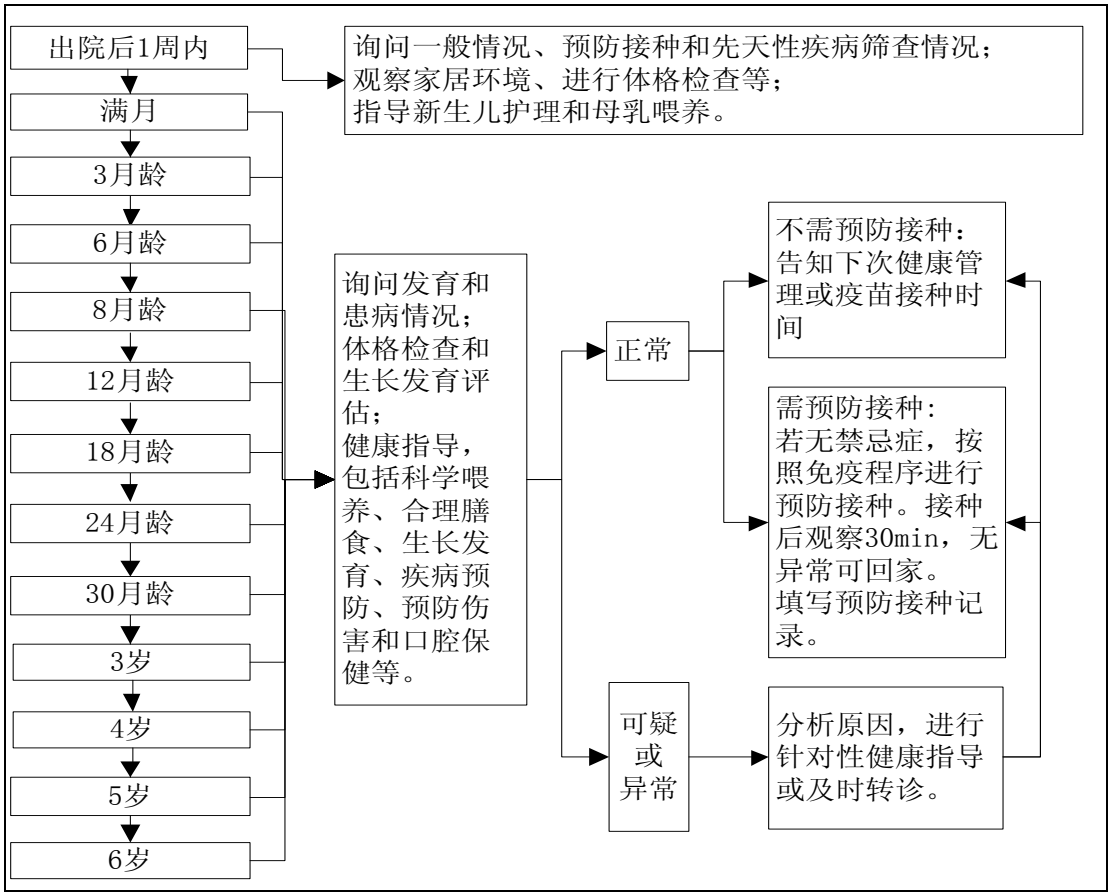 出院后1周内
询问一般情况、预防接种和先天性疾病筛查情况；
观察家居环境、进行体格检查等；
指导新生儿护理和母乳喂养。
满月
3月龄
6月龄
8月龄
12月龄
18月龄
24月龄
30月龄
3岁
4岁
5岁
6岁
询问发育和
患病情况；
体格检查和
生长发育评
估；
健康指导，
包括科学喂
养、合理膳
食、生长发
育、疾病预
防、预防伤
害和口腔保
健等。
正常
不需预防接种：
告知下次健康管
理或疫苗接种时
间
需预防接种：
若无禁忌症，按
照免疫程序进行
预防接种。接种
后观察30min，无
异常可回家。
填写预防接种记
录。
可疑
或
异常
分析原因，进行
针对性健康指导
或及时转诊。